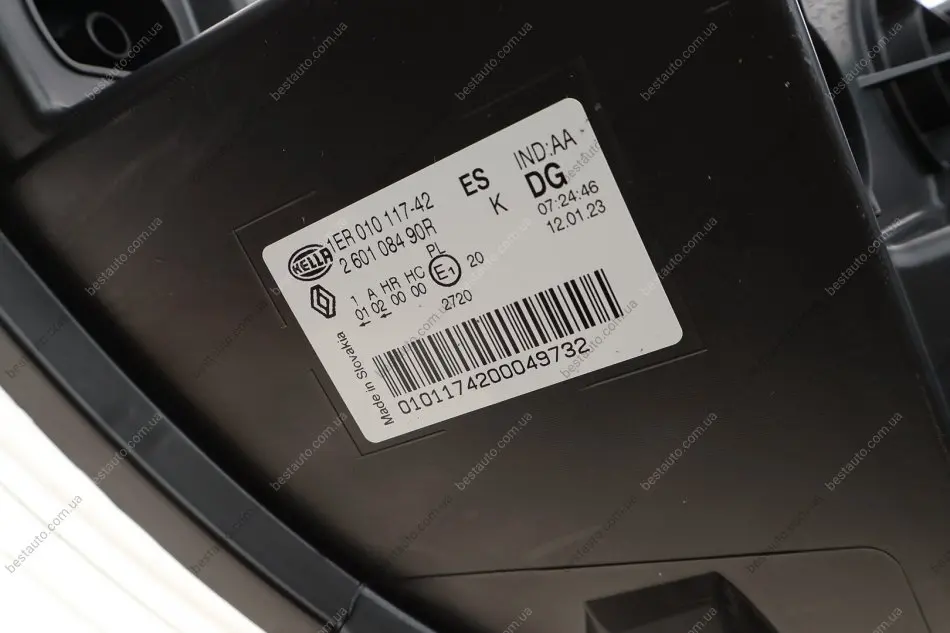 HELLA
1ER 010 117-42
2 601 084 90R
ES
K
IND:AA
DG
07:24:46
12.01.23
1 A HR HC PL
01 02 00 00
E1
20
2720
Made in Slovakia
0101174200049732
bestauto.com.ua